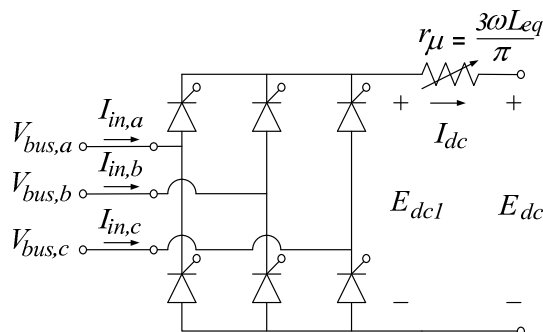 r_μ = 3ωL_eq / π
I_in,a
V_bus,a
+ I_dc +
I_in,b
V_bus,b
E_dc1 E_dc
I_in,c
V_bus,c
− −